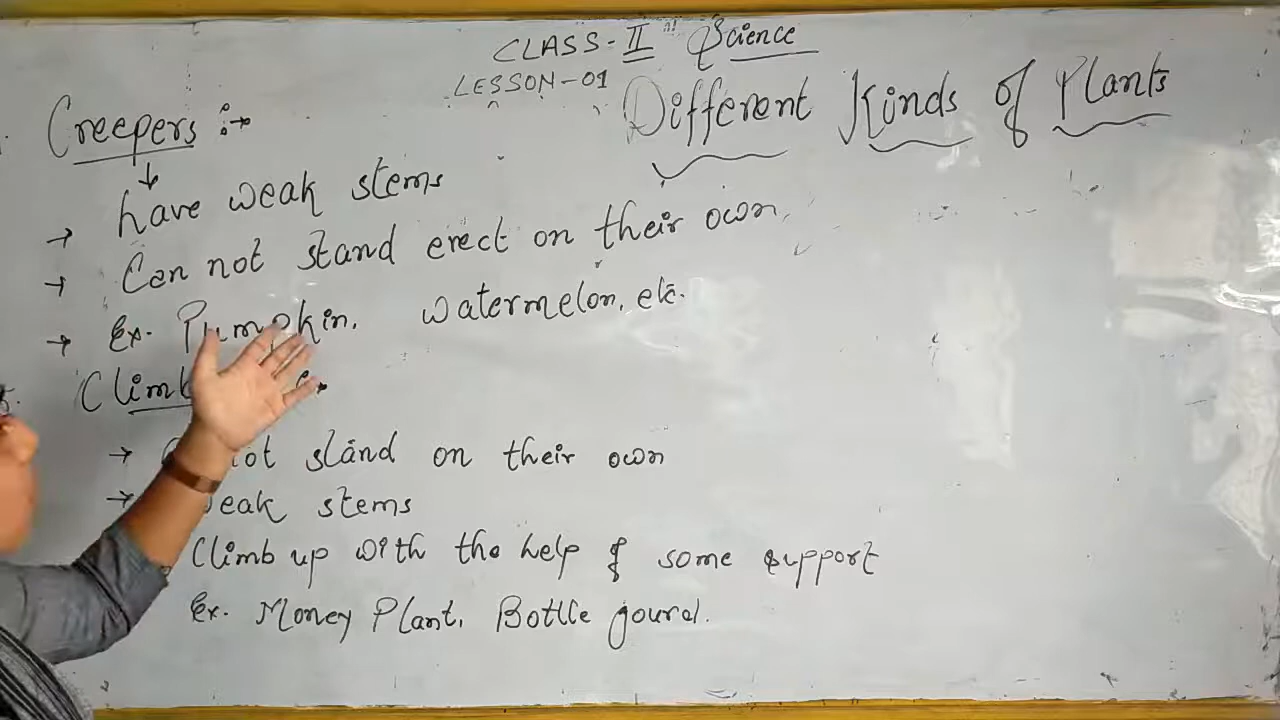 CLASS-II Science
LESSON-01
Different Kinds of Plants
Creepers :→
↓
→ have weak stems
→ Can not stand erect on their own
→ Ex. Pumpkin, watermelon, etc.
Climb
→ not stand on their own
→ weak stems
Climb up with the help of some support
Ex. Money Plant, Bottle gourd.